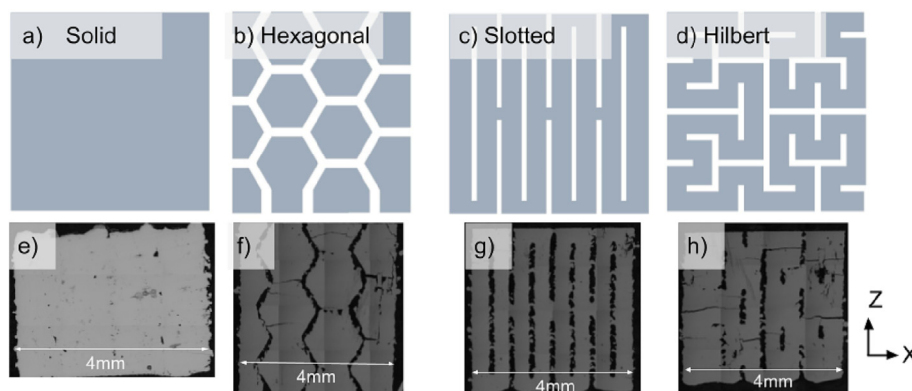 a) Solid
b) Hexagonal
c) Slotted
d) Hilbert
e)
f)
g)
h)
4mm
4mm
4mm
4mm
Z
X